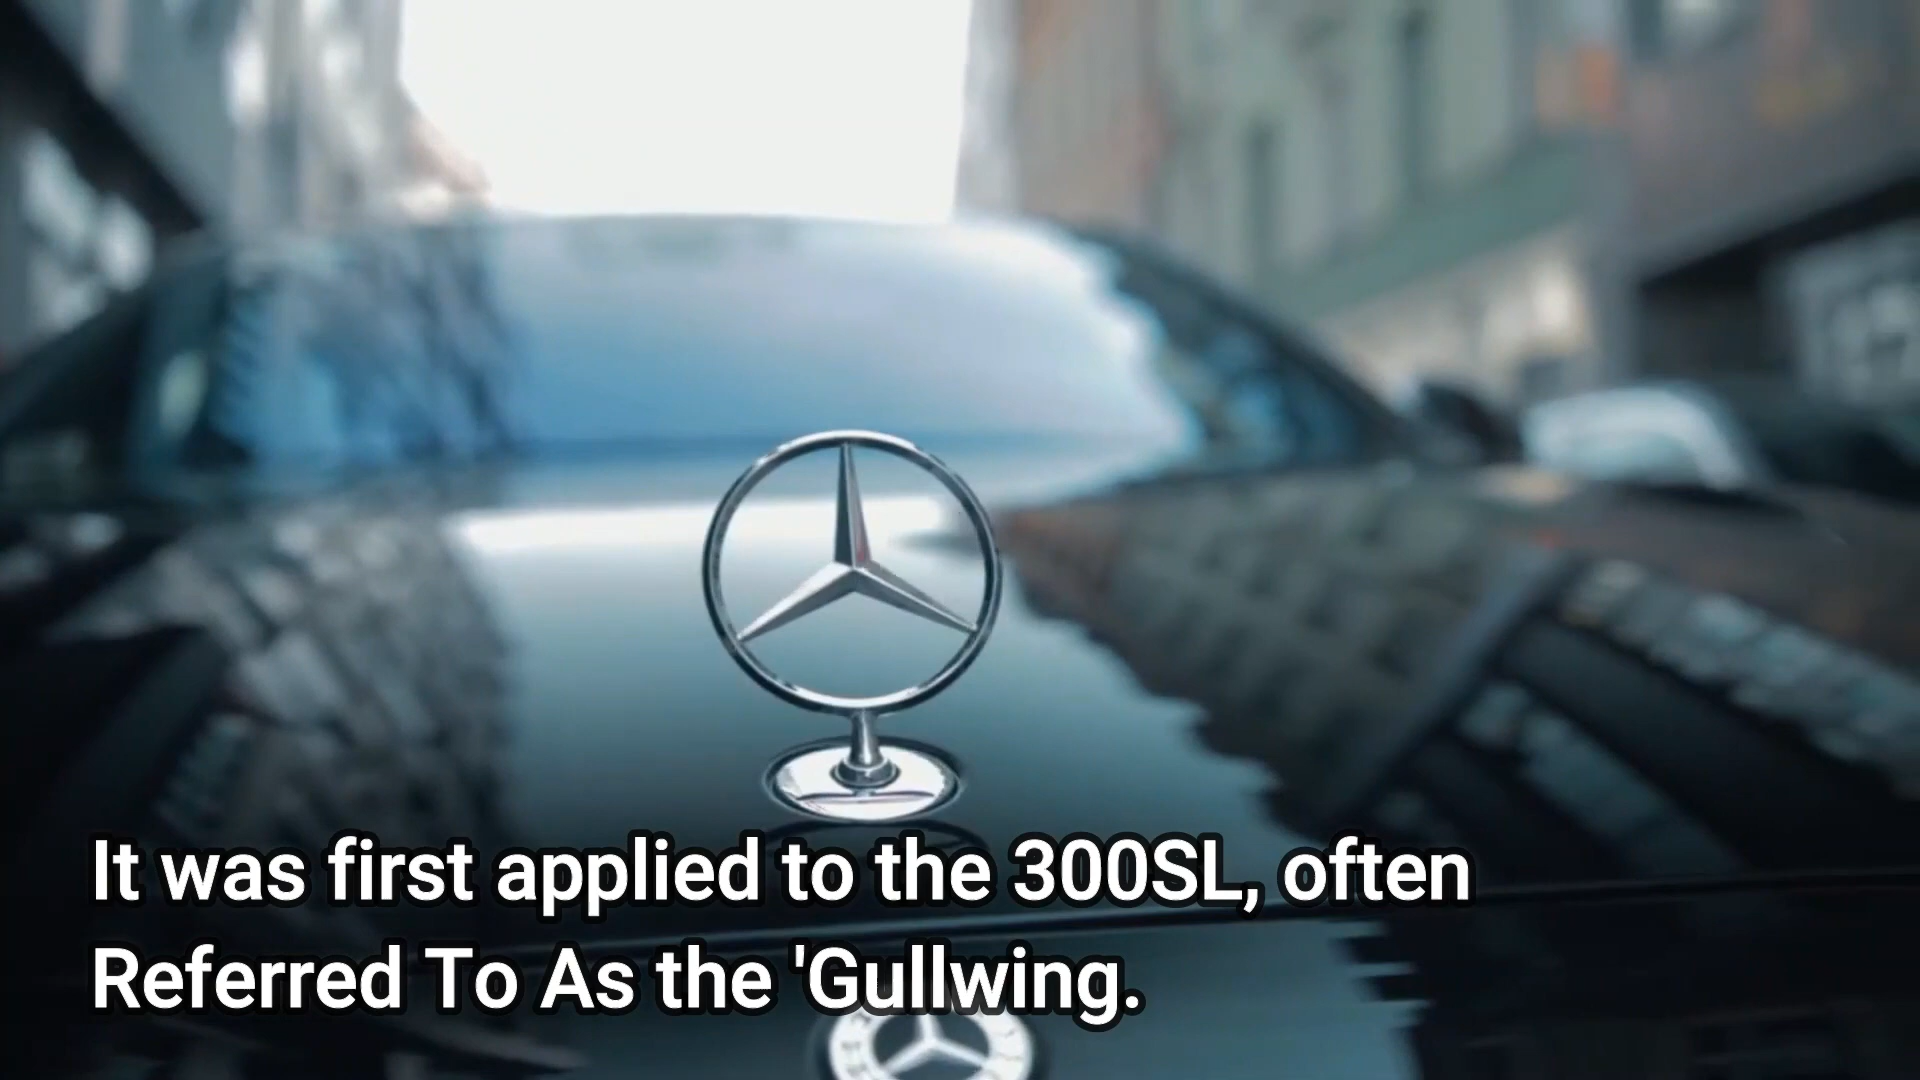 It was first applied to the 300SL, often
Referred To As the 'Gullwing.